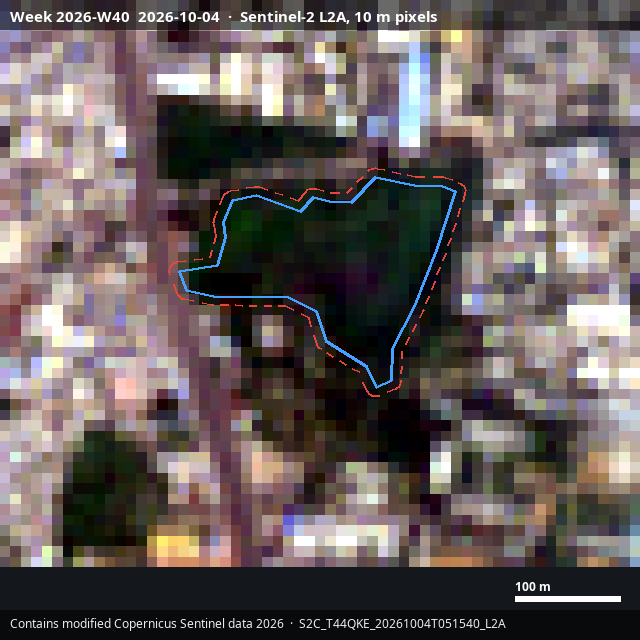 Week 2026-W40  2026-10-04  ·  Sentinel-2 L2A, 10 m pixels
100 m
Contains modified Copernicus Sentinel data 2026  ·  S2C_T44QKE_20261004T051540_L2A